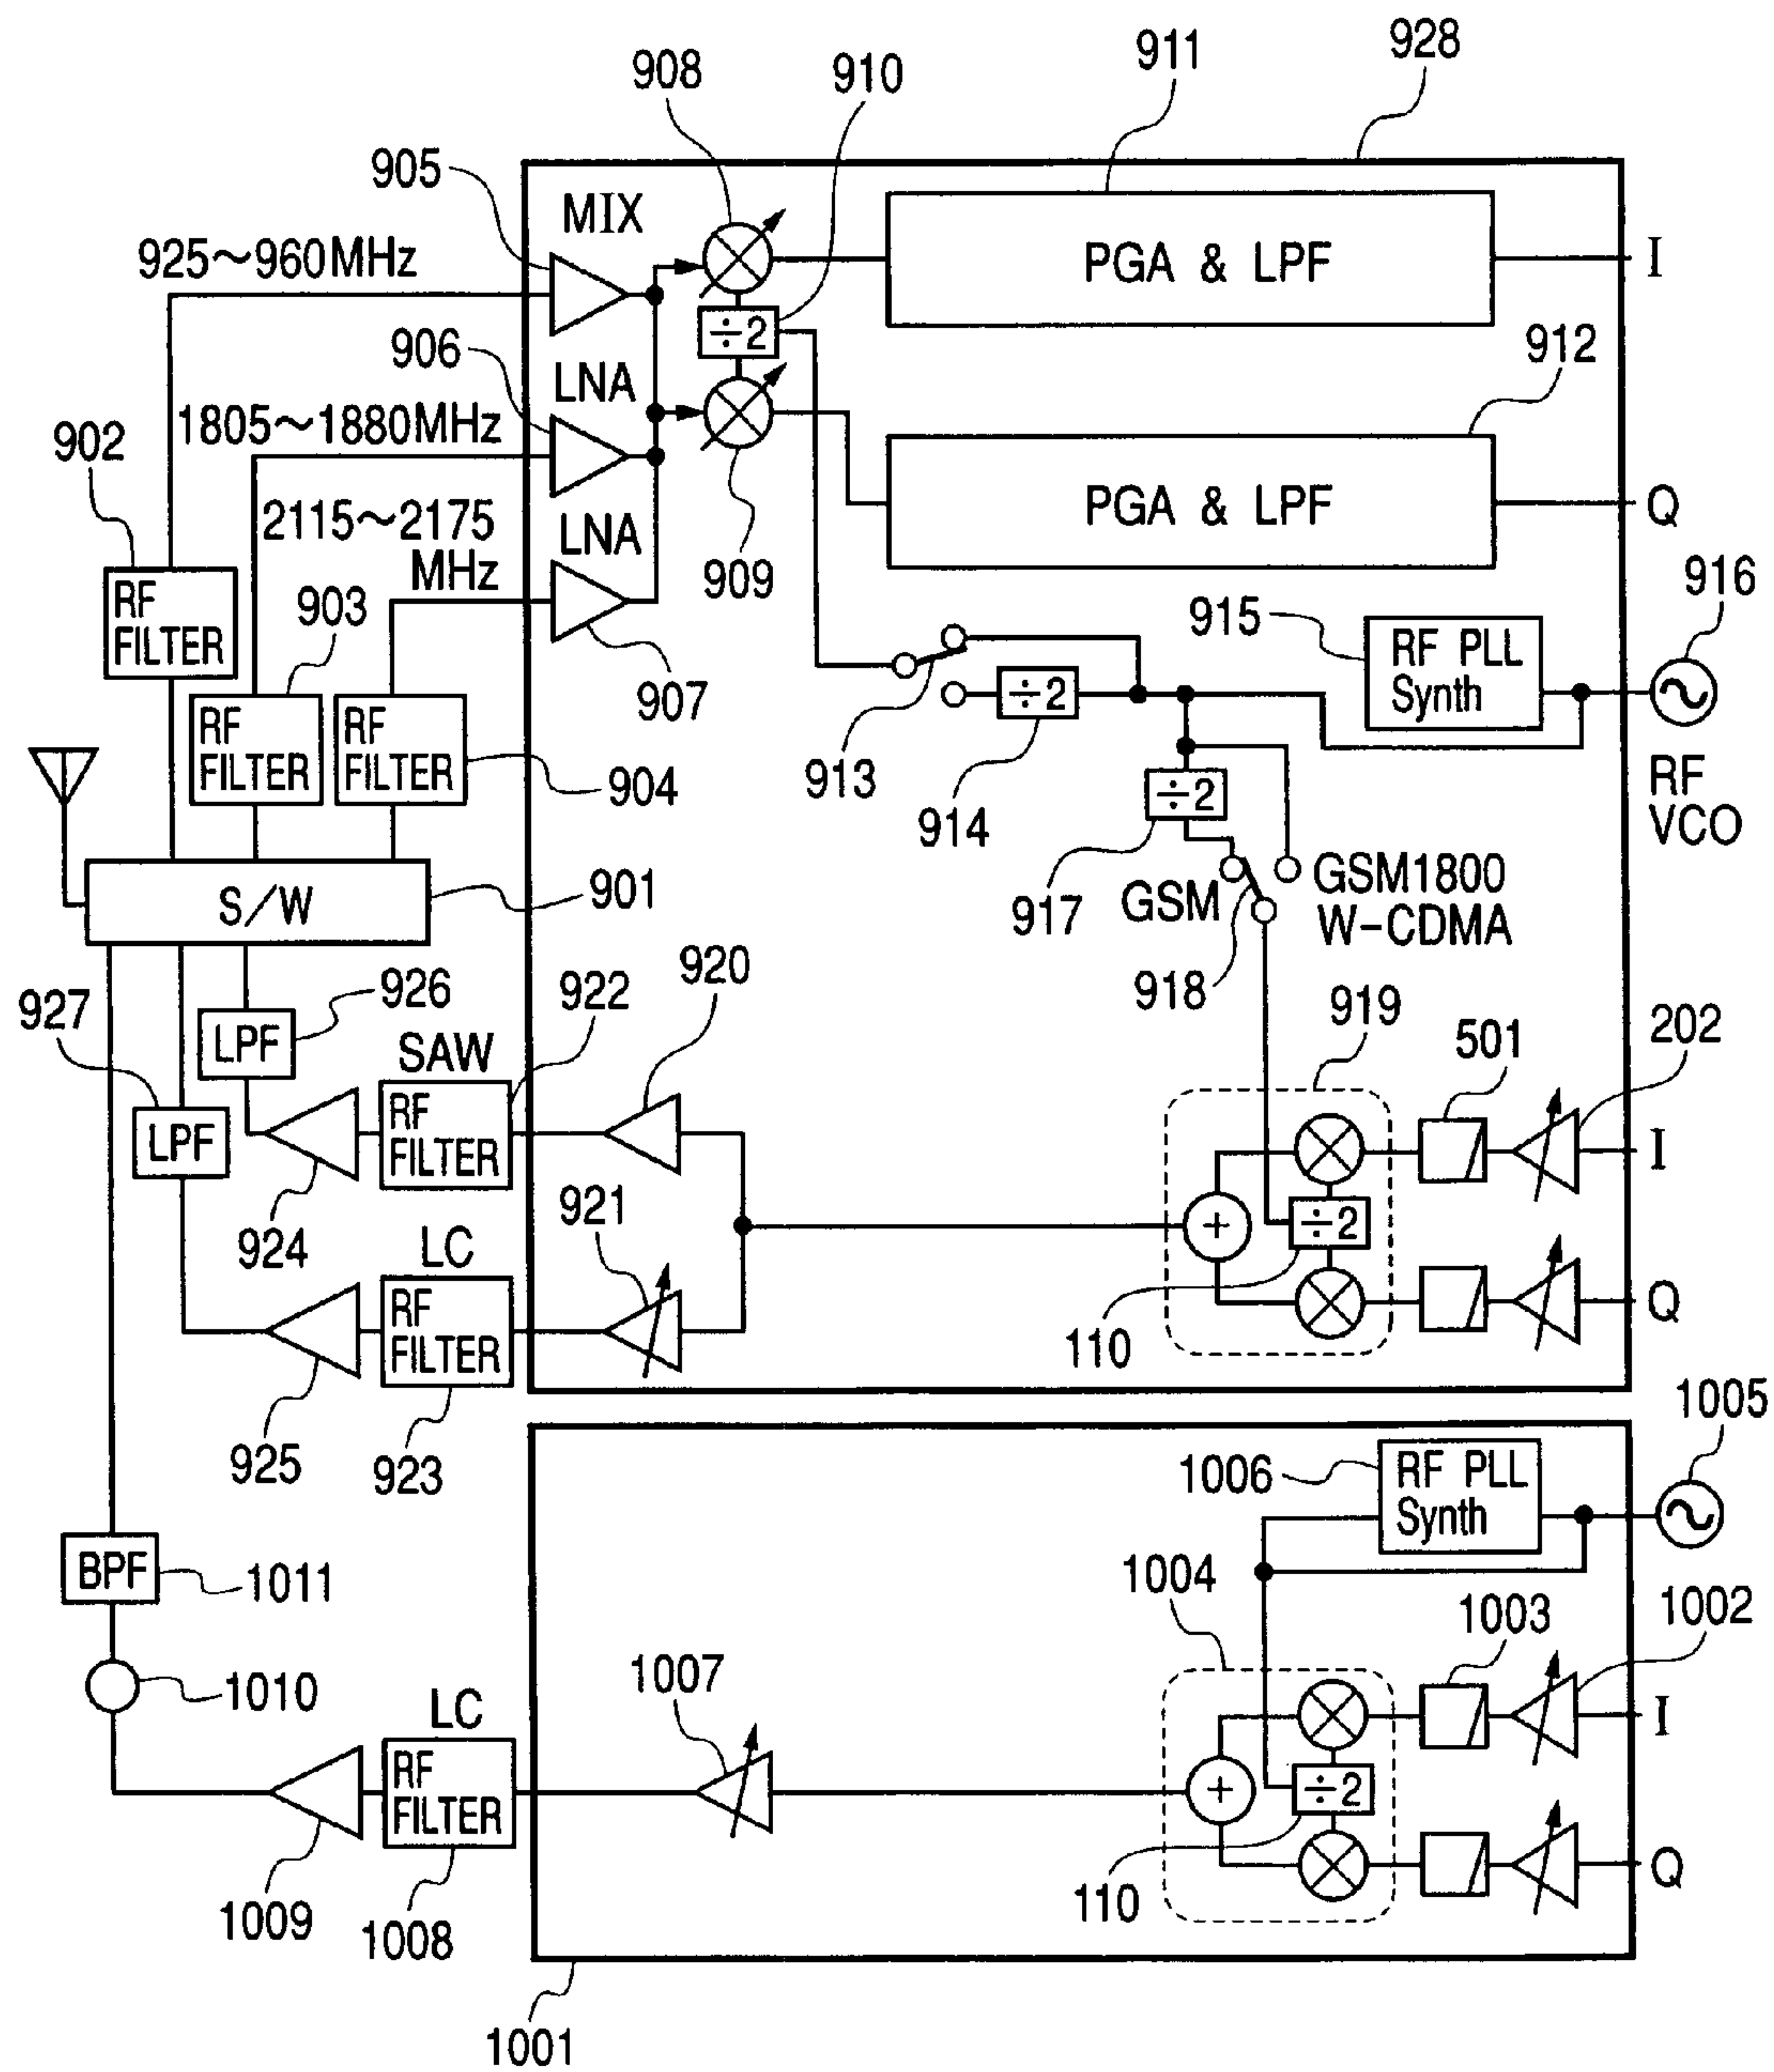 908
910
911
928
905
MIX
925~960MHz
PGA & LPF
I
÷2
906
LNA
912
902
1805~1880MHz
2115~2175
MHz
LNA
909
PGA & LPF
Q
916
RF
FILTER
903
915
RF PLL
Synth
RF
FILTER
RF
FILTER
904
907
913
÷2
914
÷2
RF
VCO
S/W
901
917
GSM
GSM1800
W-CDMA
918
920
919
922
926
927
LPF
SAW
501
202
RF
FILTER
LPF
I
921
924
LC
+
÷2
RF
FILTER
Q
110
925
923
1005
1006
RF PLL
Synth
BPF
1011
1004
1003
1002
1007
1010
LC
I
RF
FILTER
+
÷2
Q
110
1009
1008
1001